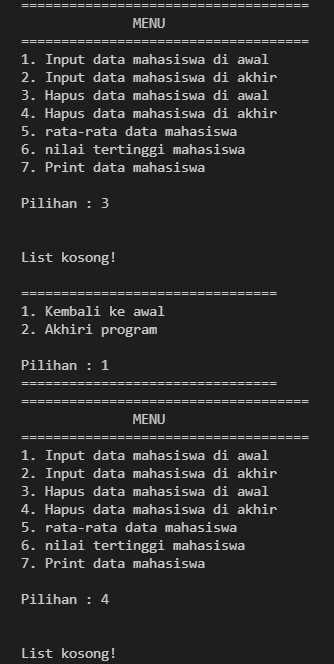 ====================================
MENU
====================================
1. Input data mahasiswa di awal
2. Input data mahasiswa di akhir
3. Hapus data mahasiswa di awal
4. Hapus data mahasiswa di akhir
5. rata-rata data mahasiswa
6. nilai tertinggi mahasiswa
7. Print data mahasiswa
Pilihan : 3
List kosong!
================================
1. Kembali ke awal
2. Akhiri program
Pilihan : 1
================================
====================================
MENU
====================================
1. Input data mahasiswa di awal
2. Input data mahasiswa di akhir
3. Hapus data mahasiswa di awal
4. Hapus data mahasiswa di akhir
5. rata-rata data mahasiswa
6. nilai tertinggi mahasiswa
7. Print data mahasiswa
Pilihan : 4
List kosong!